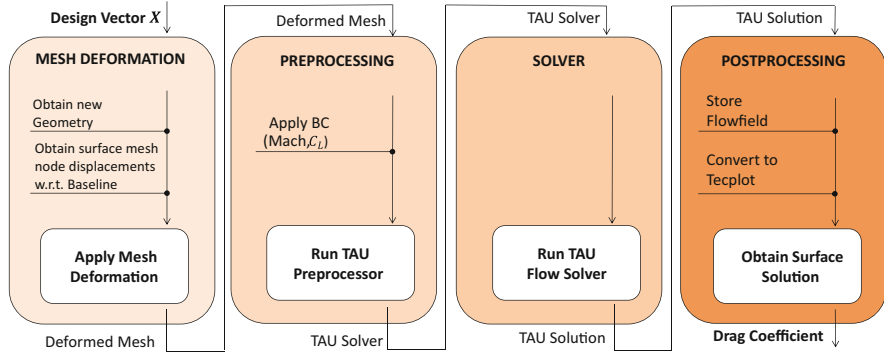 Design Vector X
MESH DEFORMATION
Obtain new
Geometry
Obtain surface mesh
node displacements
w.r.t. Baseline
Apply Mesh
Deformation
Deformed Mesh
Deformed Mesh
PREPROCESSING
Apply BC
(Mach,C_L)
Run TAU
Preprocessor
TAU Solver
TAU Solver
SOLVER
Run TAU
Flow Solver
TAU Solution
TAU Solution
POSTPROCESSING
Store
Flowfield
Convert to
Tecplot
Obtain Surface
Solution
Drag Coefficient